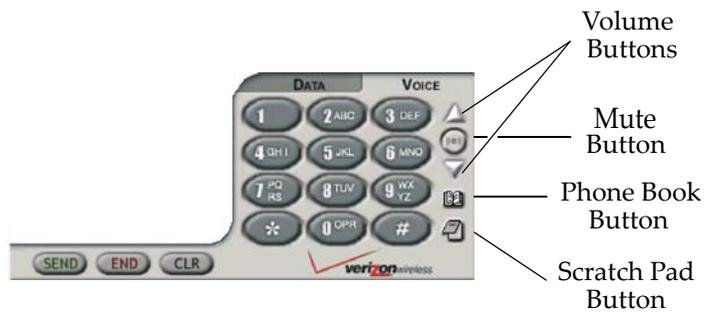 Volume
Buttons
DATA VOICE
1 2 ABC 3 DEF
Mute
Button
4 GHI 5 JKL 6 MNO
7 PQ RS 8 TUV 9 WX YZ
Phone Book
Button
* 0 OPR #
SEND END CLR
verizonwireless
Scratch Pad
Button